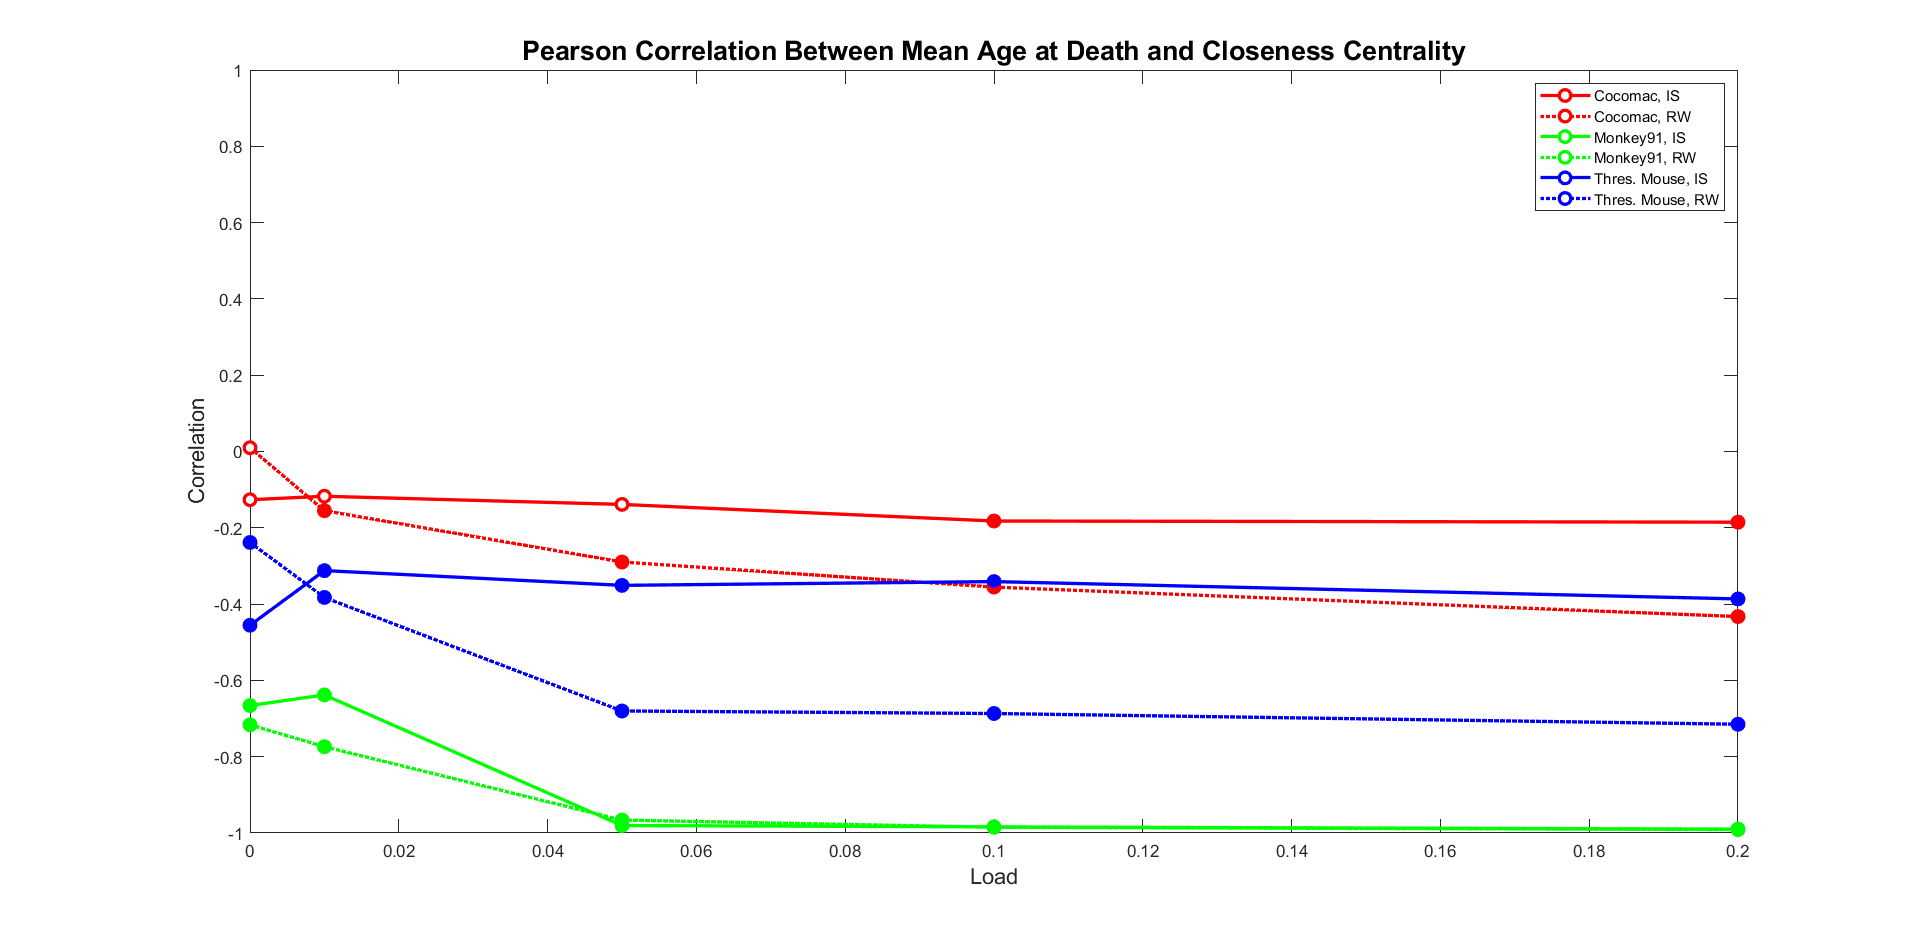 Pearson Correlation Between Mean Age at Death and Closeness Centrality
1
0.8
0.6
0.4
0.2
0
-0.2
-0.4
-0.6
-0.8
-1
Correlation
Cocomac, IS
Cocomac, RW
Monkey91, IS
Monkey91, RW
Thres. Mouse, IS
Thres. Mouse, RW
0 0.02 0.04 0.06 0.08 0.1 0.12 0.14 0.16 0.18 0.2
Load